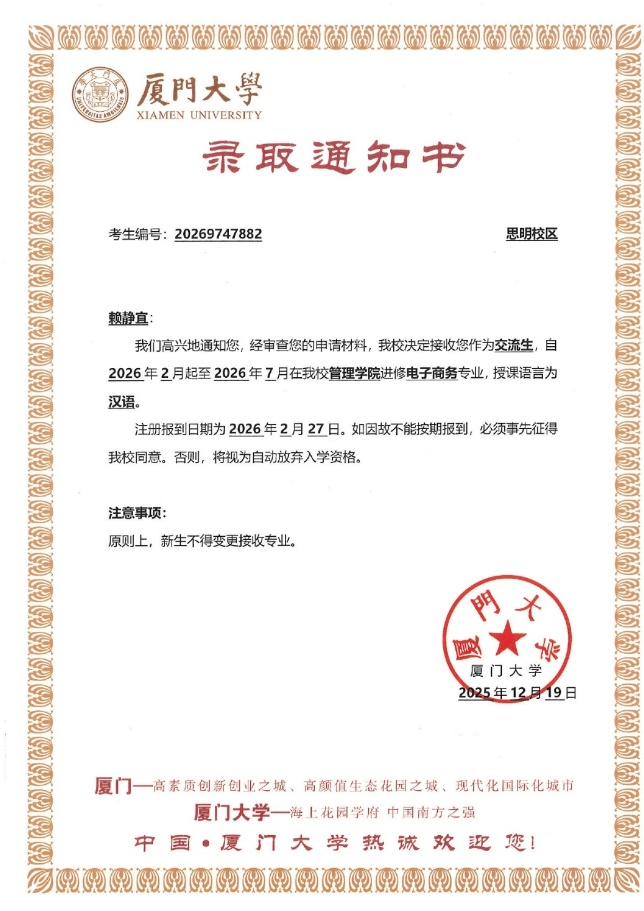 廈門大學
XIAMEN UNIVERSITY
录取通知书
考生编号：20269747882
思明校区
赖静宜：
我们高兴地通知您，经审查您的申请材料，我校决定接收您作为交流生，自
2026 年 2 月起至 2026 年 7 月在我校管理学院进修电子商务专业，授课语言为
汉语。
注册报到日期为 2026 年 2 月 27 日。如因故不能按期报到，必须事先征得
我校同意。否则，将视为自动放弃入学资格。
注意事项：
原则上，新生不得变更接收专业。
廈門大学
厦门大学
2025 年 12 月 19 日
厦门—高素质创新创业之城、高颜值生态花园之城、现代化国际化城市
厦门大学—海上花园学府 中国南方之强
中国·厦门大学热诚欢迎您！